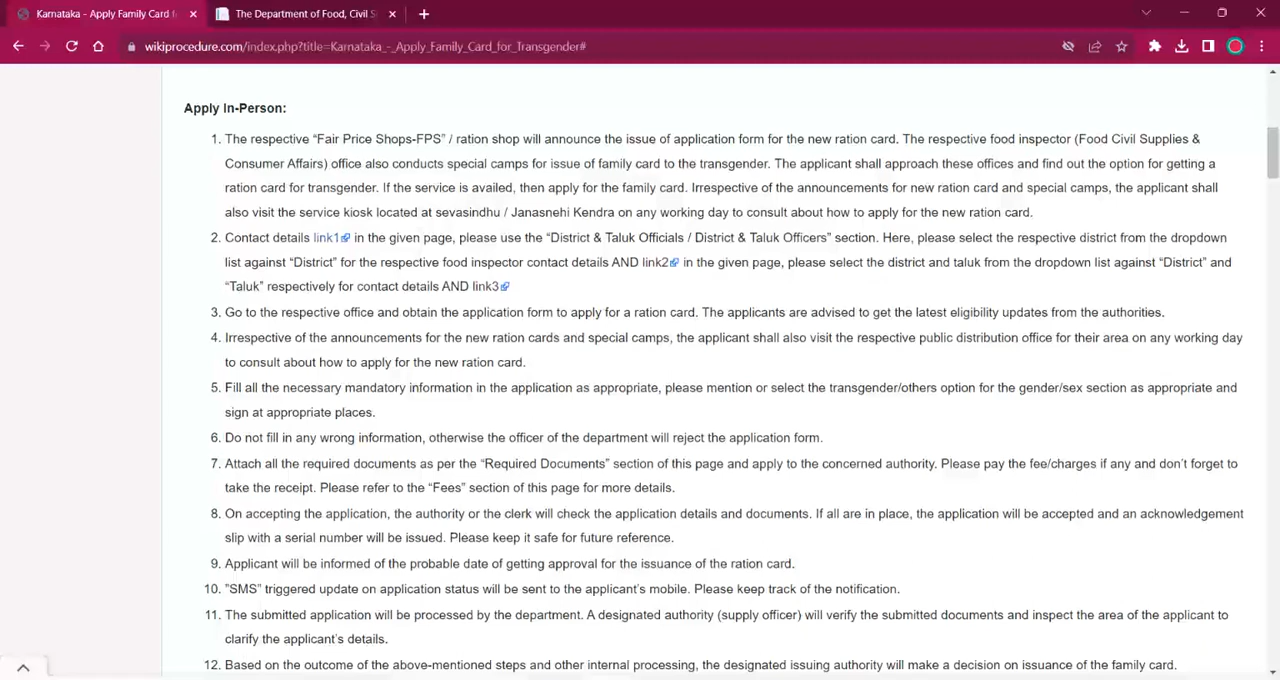 Karnataka - Apply Family Card f
The Department of Food, Civil S
wikiprocedure.com/index.php?title=Karnataka_-_Apply_Family_Card_for_Transgender#
Apply In-Person:
1. The respective “Fair Price Shops-FPS” / ration shop will announce the issue of application form for the new ration card. The respective food inspector (Food Civil Supplies &
Consumer Affairs) office also conducts special camps for issue of family card to the transgender. The applicant shall approach these offices and find out the option for getting a
ration card for transgender. If the service is availed, then apply for the family card. Irrespective of the announcements for new ration card and special camps, the applicant shall
also visit the service kiosk located at sevasindhu / Janasnehi Kendra on any working day to consult about how to apply for the new ration card.
2. Contact details link1 in the given page, please use the “District & Taluk Officials / District & Taluk Officers” section. Here, please select the respective district from the dropdown
list against “District” for the respective food inspector contact details AND link2 in the given page, please select the district and taluk from the dropdown list against “District” and
“Taluk” respectively for contact details AND link3
3. Go to the respective office and obtain the application form to apply for a ration card. The applicants are advised to get the latest eligibility updates from the authorities.
4. Irrespective of the announcements for the new ration cards and special camps, the applicant shall also visit the respective public distribution office for their area on any working day
to consult about how to apply for the new ration card.
5. Fill all the necessary mandatory information in the application as appropriate, please mention or select the transgender/others option for the gender/sex section as appropriate and
sign at appropriate places.
6. Do not fill in any wrong information, otherwise the officer of the department will reject the application form.
7. Attach all the required documents as per the “Required Documents” section of this page and apply to the concerned authority. Please pay the fee/charges if any and don’t forget to
take the receipt. Please refer to the “Fees” section of this page for more details.
8. On accepting the application, the authority or the clerk will check the application details and documents. If all are in place, the application will be accepted and an acknowledgement
slip with a serial number will be issued. Please keep it safe for future reference.
9. Applicant will be informed of the probable date of getting approval for the issuance of the ration card.
10. ”SMS” triggered update on application status will be sent to the applicant’s mobile. Please keep track of the notification.
11. The submitted application will be processed by the department. A designated authority (supply officer) will verify the submitted documents and inspect the area of the applicant to
clarify the applicant’s details.
12. Based on the outcome of the above-mentioned steps and other internal processing, the designated issuing authority will make a decision on issuance of the family card.